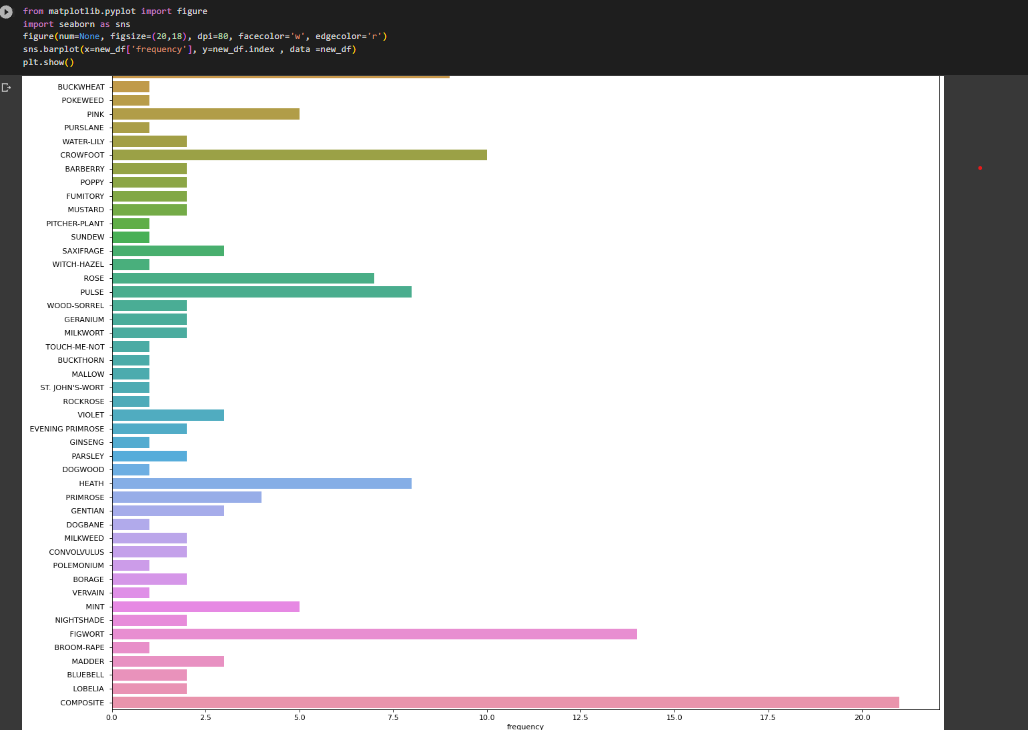 from matplotlib.pyplot import figure
import seaborn as sns
figure(num=None, figsize=(20,18), dpi=80, facecolor='w', edgecolor='r')
sns.barplot(x=new_df['frequency'], y=new_df.index , data =new_df)
plt.show()
BUCKWHEAT
POKEWEED
PINK
PURSLANE
WATER-LILY
CROWFOOT
BARBERRY
POPPY
FUMITORY
MUSTARD
PITCHER-PLANT
SUNDEW
SAXIFRAGE
WITCH-HAZEL
ROSE
PULSE
WOOD-SORREL
GERANIUM
MILKWORT
TOUCH-ME-NOT
BUCKTHORN
MALLOW
ST. JOHN'S-WORT
ROCKROSE
VIOLET
EVENING PRIMROSE
GINSENG
PARSLEY
DOGWOOD
HEATH
PRIMROSE
GENTIAN
DOGBANE
MILKWEED
CONVOLVULUS
POLEMONIUM
BORAGE
VERVAIN
MINT
NIGHTSHADE
FIGWORT
BROOM-RAPE
MADDER
BLUEBELL
LOBELIA
COMPOSITE
0.0 2.5 5.0 7.5 10.0 12.5 15.0 17.5 20.0
frequency